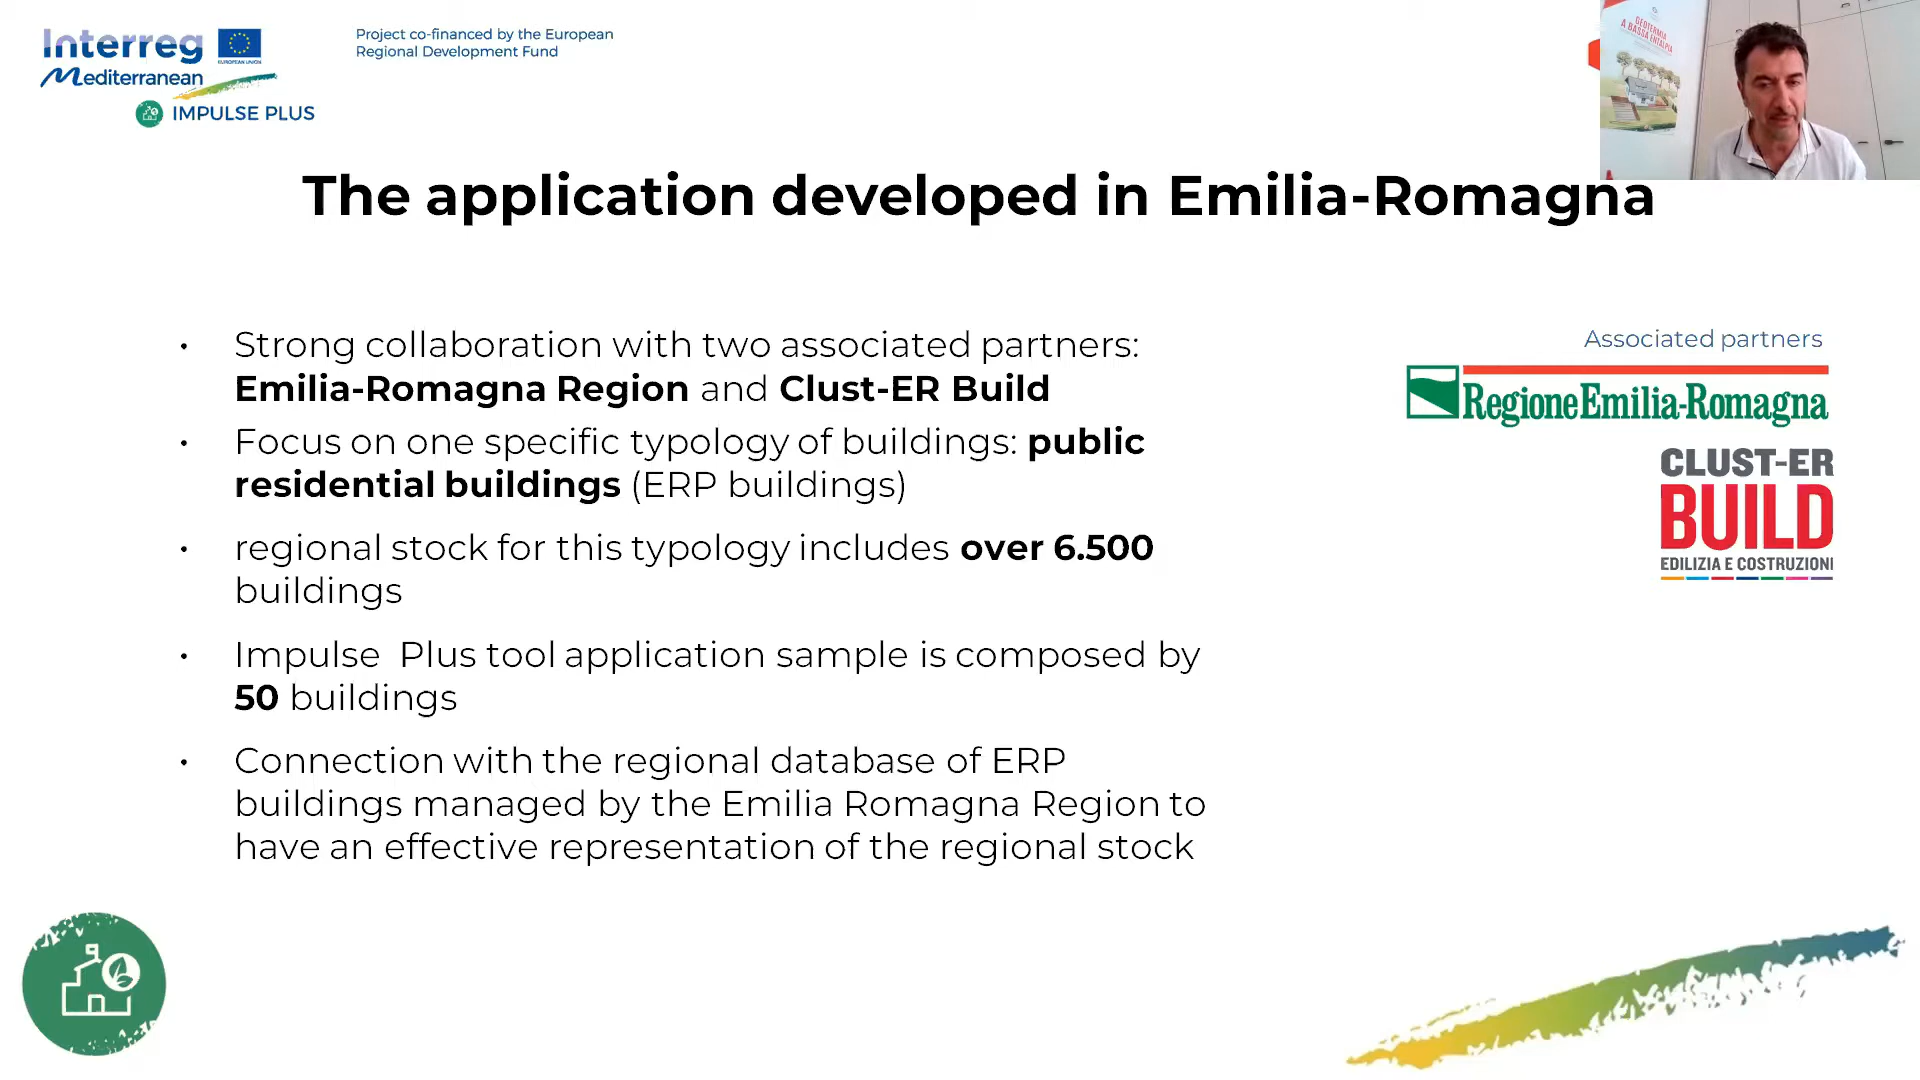 Interreg
EUROPEAN UNION
Mediterranean
IMPULSE PLUS
Project co-financed by the European
Regional Development Fund
GEOTERMIA
A BASSA ENTALPIA
The application developed in Emilia-Romagna
• Strong collaboration with two associated partners:
Emilia-Romagna Region and Clust-ER Build
• Focus on one specific typology of buildings: public
residential buildings (ERP buildings)
• regional stock for this typology includes over 6.500
buildings
• Impulse  Plus tool application sample is composed by
50 buildings
• Connection with the regional database of ERP
buildings managed by the Emilia Romagna Region to
have an effective representation of the regional stock
Associated partners
RegioneEmilia-Romagna
CLUST-ER
BUILD
EDILIZIA E COSTRUZIONI